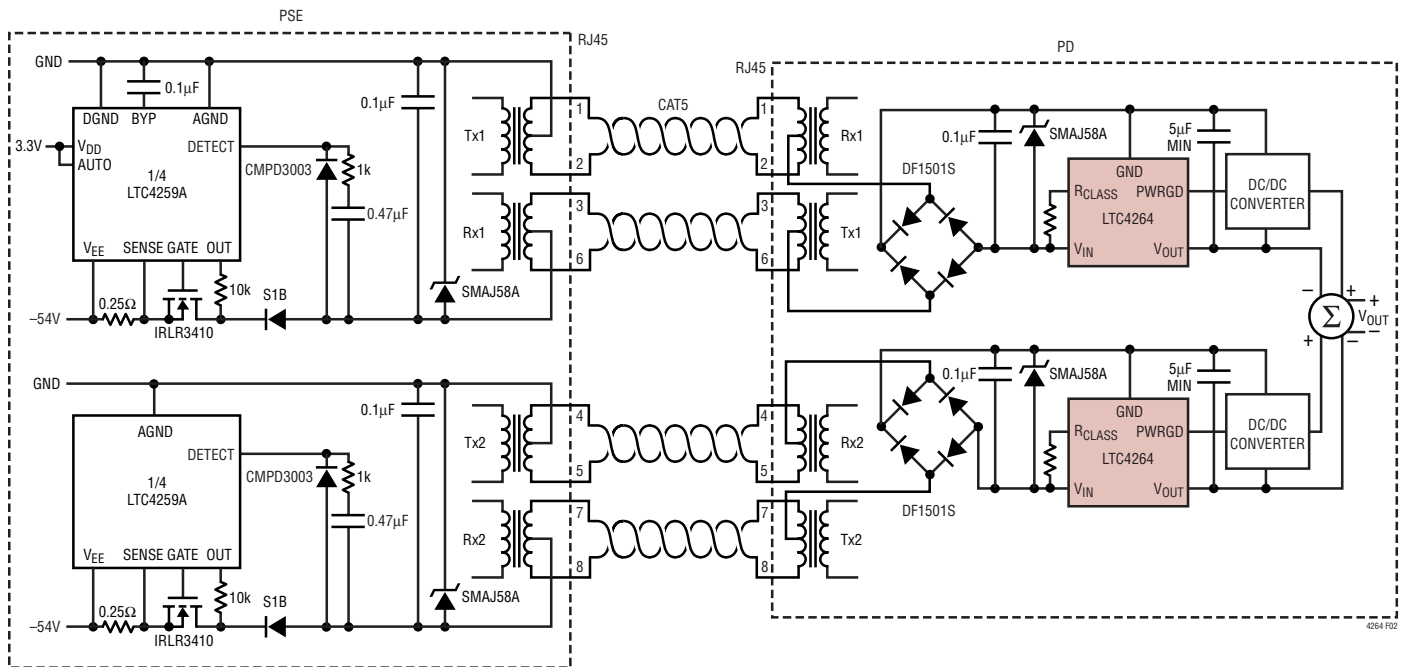 PSE
RJ45
GND
0.1µF
DGND BYP AGND
3.3V
VDD
AUTO
DETECT
1/4
LTC4259A
VEE SENSE GATE OUT
CMPD3003
1k
0.47µF
0.1µF
10k
0.25Ω
S1B
SMAJ58A
–54V
IRLR3410
Tx1
1
2
Rx1
3
6
CAT5
RJ45
PD
1
2
Rx1
3
6
Tx1
DF1501S
0.1µF
SMAJ58A
5µF
MIN
GND
RCLASS PWRGD
LTC4264
VIN VOUT
DC/DC
CONVERTER
– +
Σ
+
VOUT
–
+ –
GND
AGND
DETECT
1/4
LTC4259A
VEE SENSE GATE OUT
CMPD3003
1k
0.47µF
0.1µF
10k
0.25Ω
S1B
SMAJ58A
–54V
IRLR3410
Tx2
4
5
Rx2
7
8
4
5
Rx2
7
8
Tx2
DF1501S
0.1µF
SMAJ58A
5µF
MIN
GND
RCLASS PWRGD
LTC4264
VIN VOUT
DC/DC
CONVERTER
4264 F02